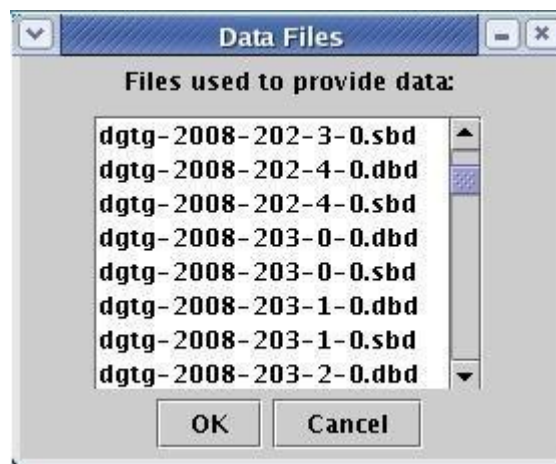 Data Files
Files used to provide data:
dgtg-2008-202-3-0.sbd
dgtg-2008-202-4-0.dbd
dgtg-2008-202-4-0.sbd
dgtg-2008-203-0-0.dbd
dgtg-2008-203-0-0.sbd
dgtg-2008-203-1-0.dbd
dgtg-2008-203-1-0.sbd
dgtg-2008-203-2-0.dbd
OK Cancel